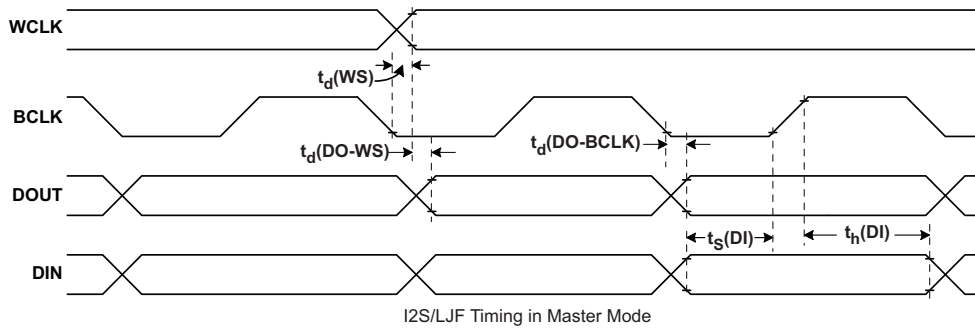 WCLK
t_d(WS)
BCLK
t_d(DO-WS)
t_d(DO-BCLK)
DOUT
t_S(DI)
t_h(DI)
DIN
I2S/LJF Timing in Master Mode